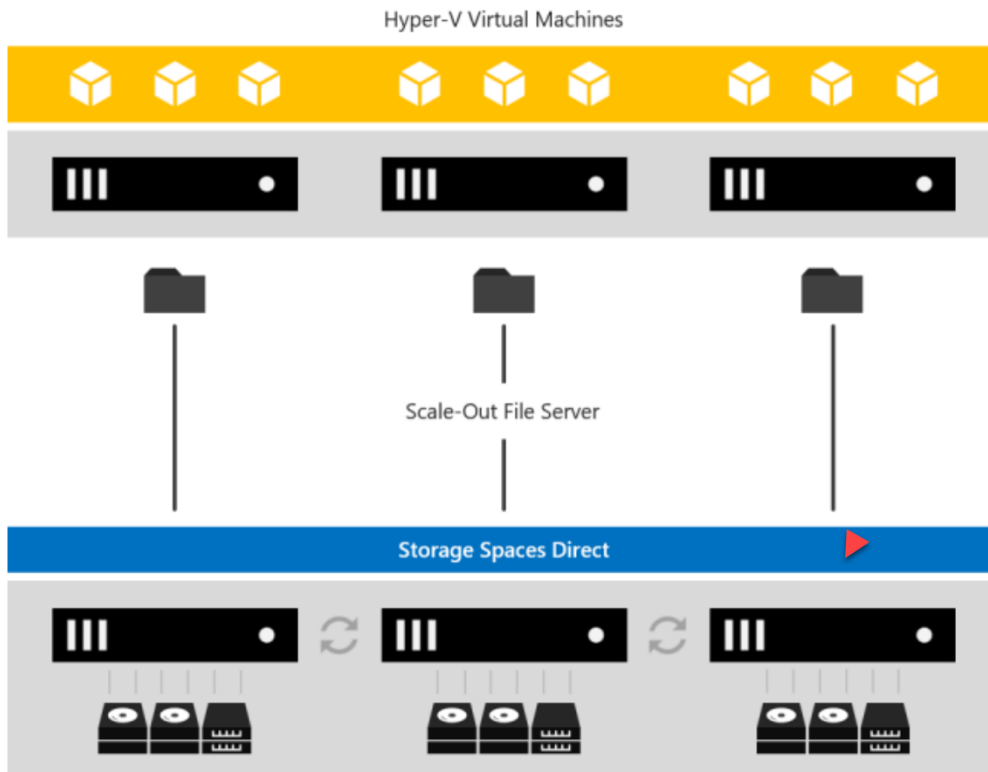 Hyper-V Virtual Machines
Scale-Out File Server
Storage Spaces Direct